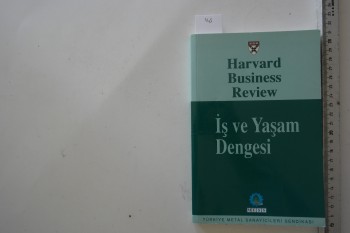 Harvard
Business
Review
İş ve Yaşam
Dengesi
TÜRKİYE METAL SANAYİCİLERİ SENDİKASI